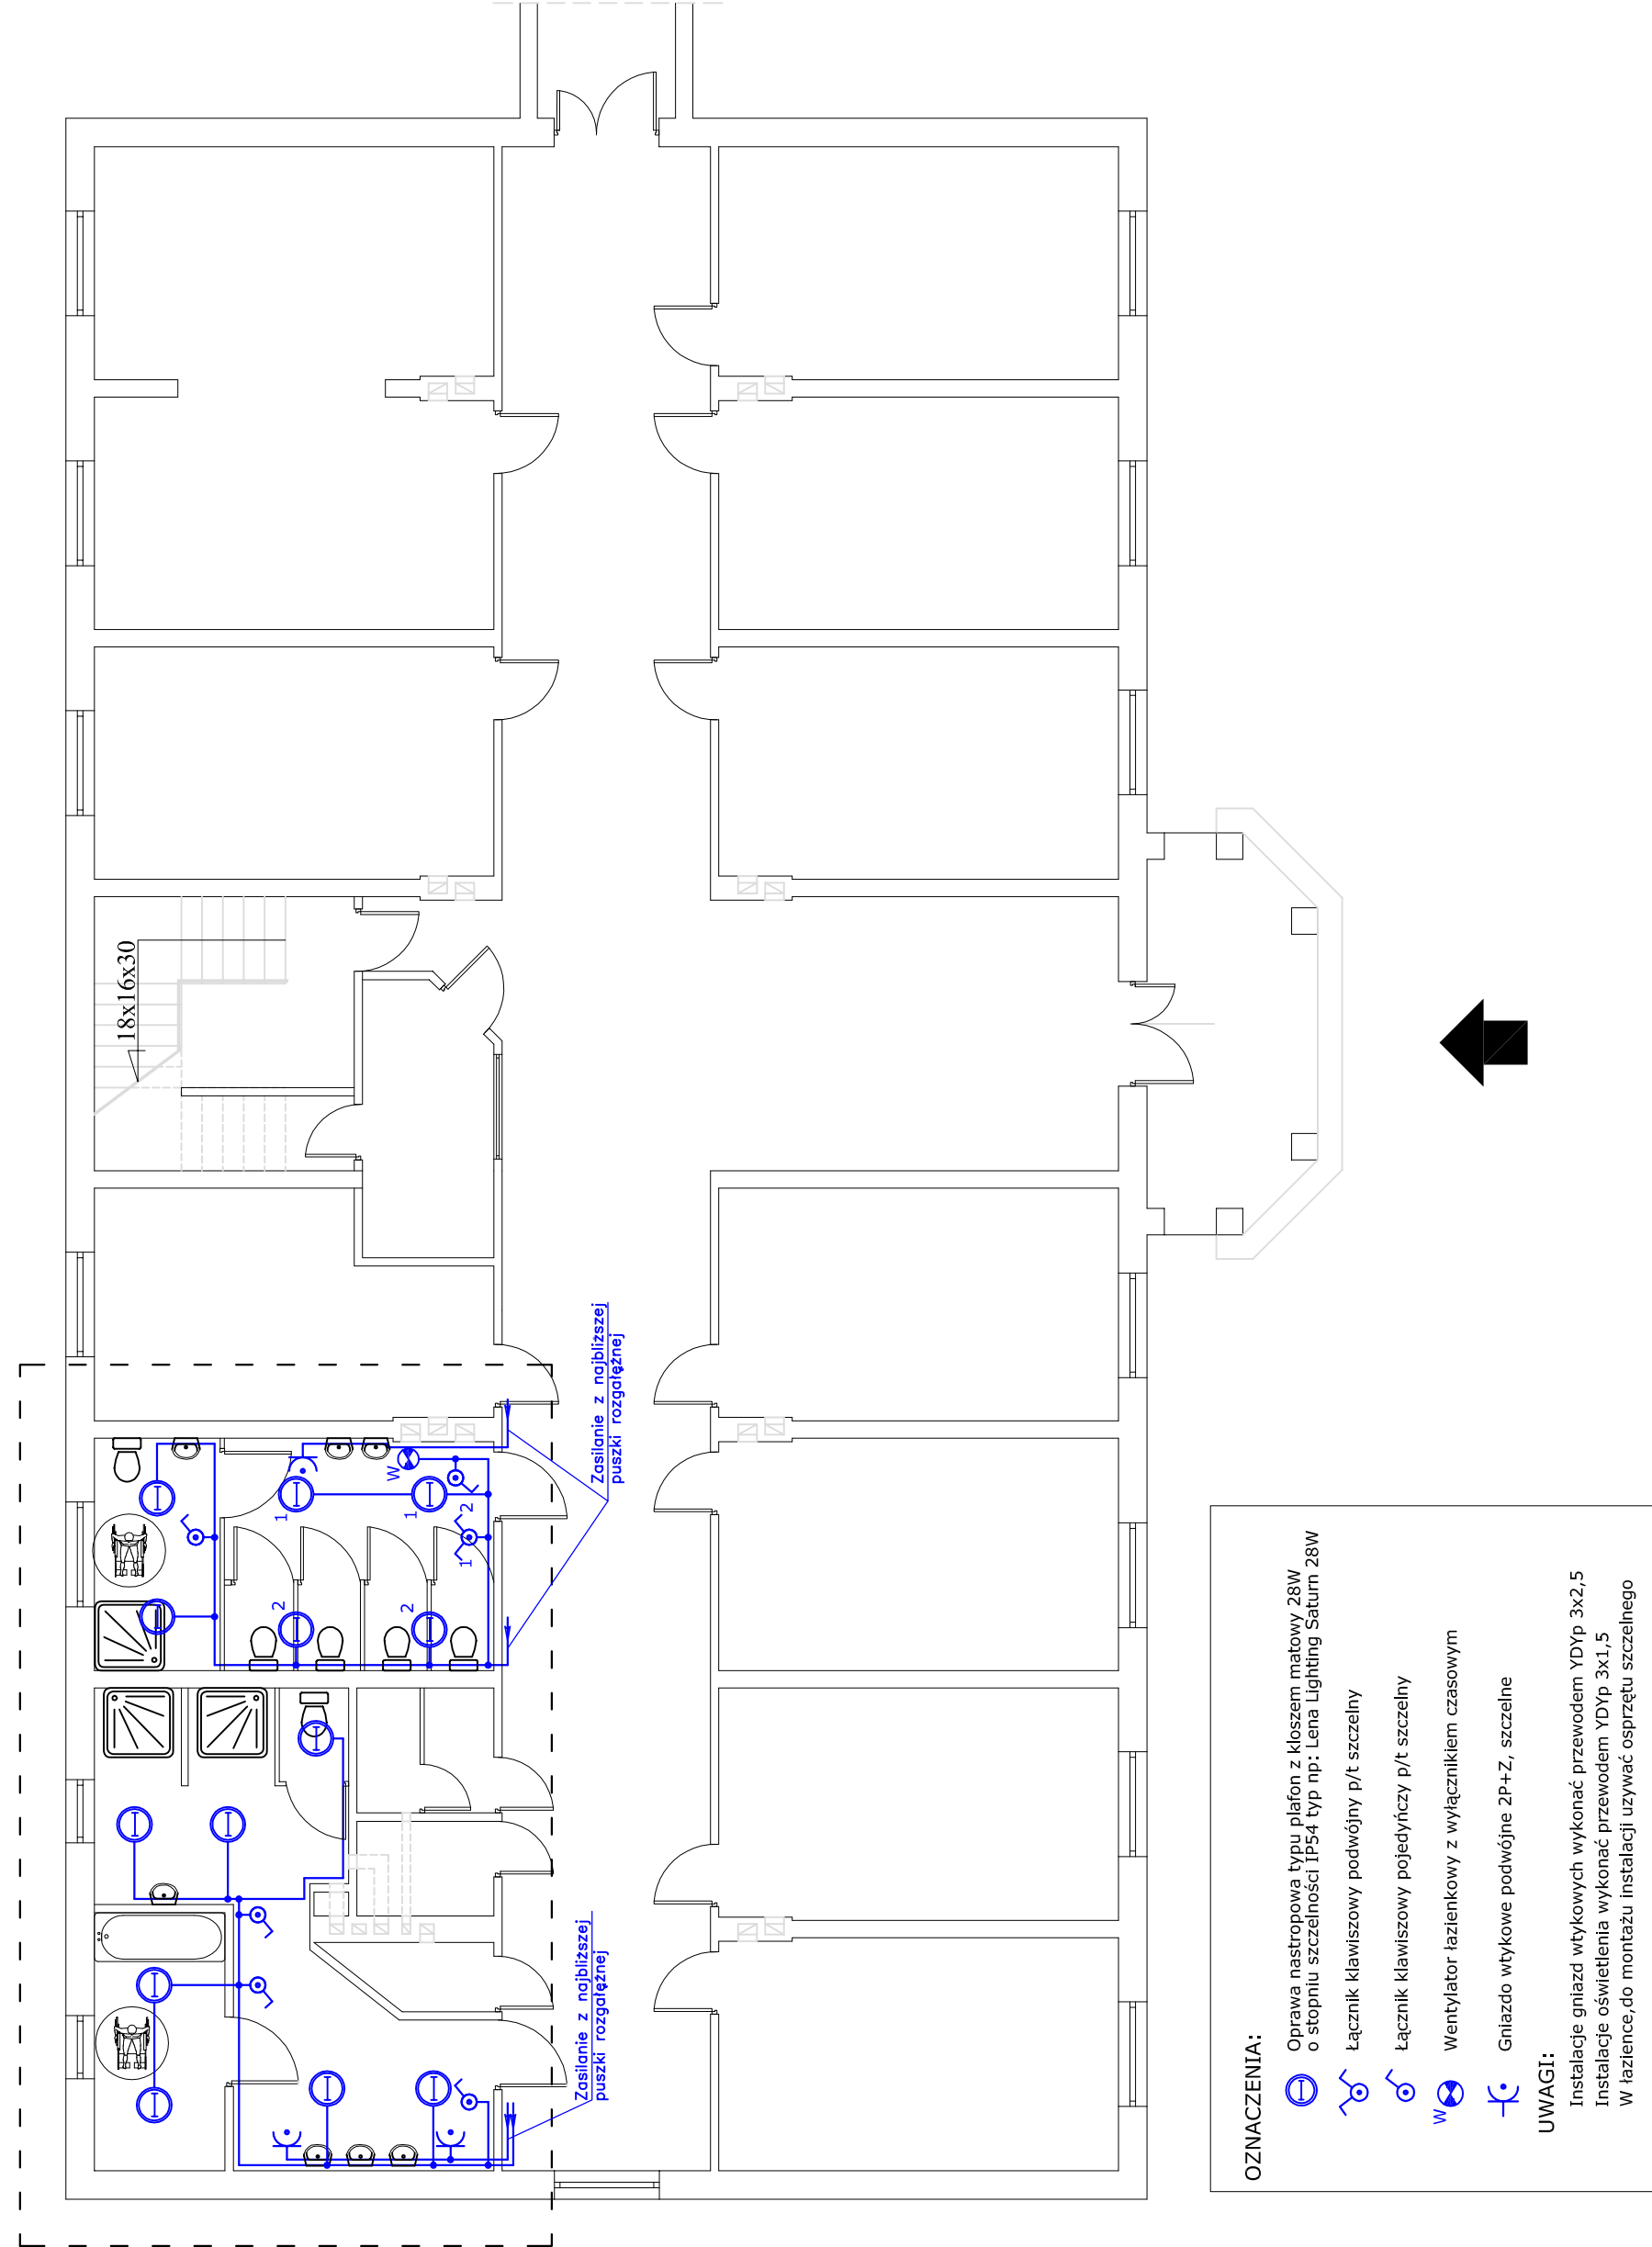 18x16x30
Zasilanie z najbliższej
puszki rozgałęźnej
W
1
1
2
1
2
2
Zasilanie z najbliższej
puszki rozgałęźnej
OZNACZENIA:
Oprawa nastropowa typu plafon z kloszem matowy 28W
o stopniu szczelności IP54 typ np: Lena Lighting Saturn 28W
Łącznik klawiszowy podwójny p/t szczelny
Łącznik klawiszowy pojedyńczy p/t szczelny
W
Wentylator łazienkowy z wyłącznikiem czasowym
Gniazdo wtykowe podwójne 2P+Z, szczelne
UWAGI:
Instalacje gniazd wtykowych wykonać przewodem YDYp 3x2,5
Instalacje oświetlenia wykonać przewodem YDYp 3x1,5
W łazience,do montażu instalacji uzywać osprzętu szczelnego